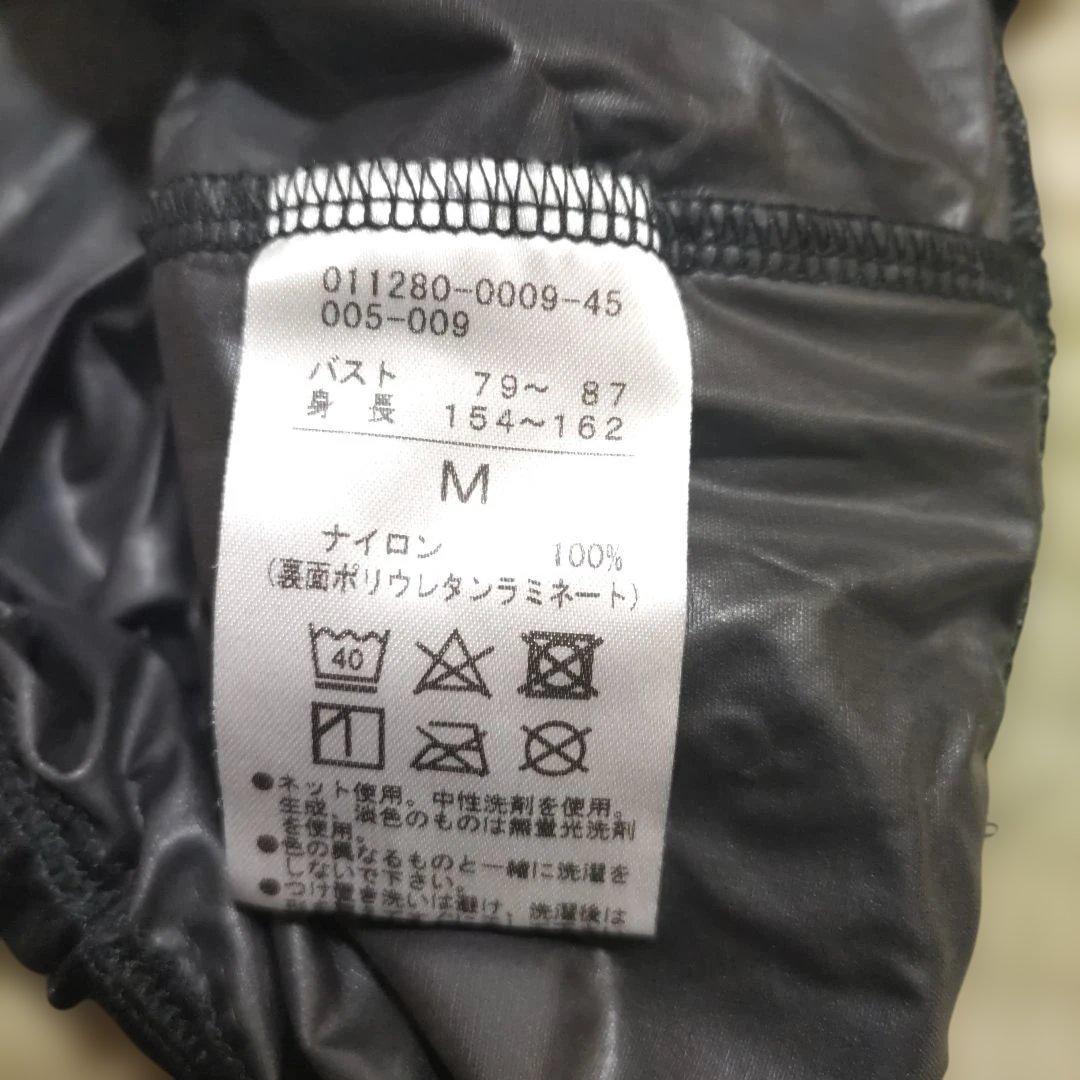 011280-0009-45
005-009
バスト 79～ 87
身 長 154～162
M
ナイロン 100%
(裏面ポリウレタンラミネート)
40
●ネット使用。中性洗剤を使用。
生成、淡色のものは無蛍光洗剤
を使用。
●色の異なるものと一緒に洗濯を
しないで下さい。
●つけ置き洗いは避け、洗濯後は